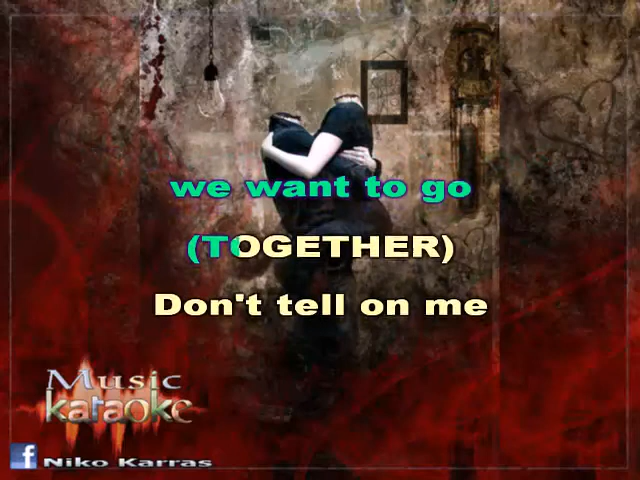 we want to go
(TOGETHER)
Don't tell on me
Music
karaoke
f Niko Karras